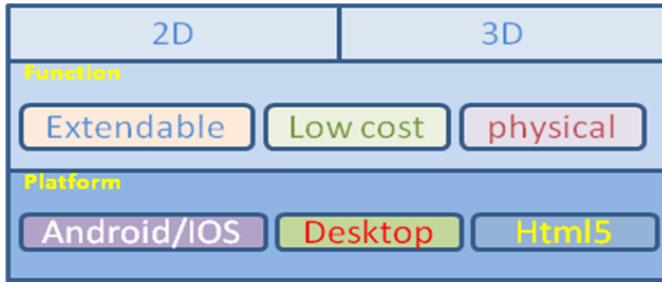 2D 3D
Function
Extendable Low cost physical
Platform
Android/IOS Desktop Html5